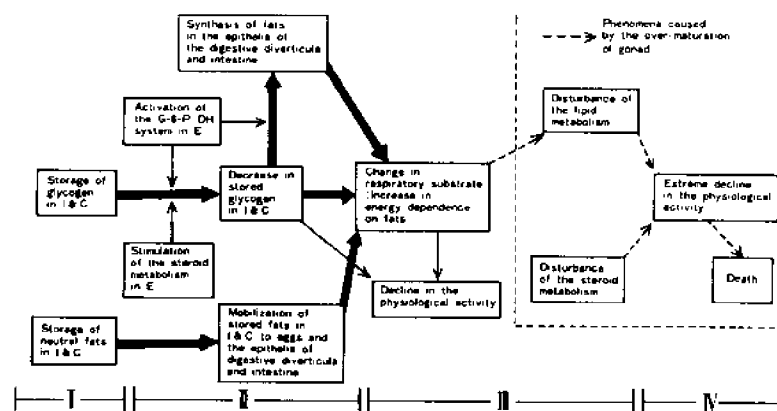 Synthesis of fats
in the epithelia of
the digestive diverticula
and intestine
Phenomena caused
by the over-maturation
of gonad
Activation of
the G-6-P DH
system in E
Disturbance of
the lipid
metabolism
Storage of
glycogen
in I & C
Decrease in
stored
glycogen
in I & C
Change in
respiratory substrate
: Increase in
energy dependence
on fats
Extreme decline
in the physiological
activity
Stimulation
of the steroid
metabolism
in E
Decline in the
physiological activity
Disturbance
of the steroid
metabolism
Death
Storage of
neutral fats
in I & C
Mobilization of
stored fats in
I & C to eggs and
the epithelia of
digestive diverticula
and intestine
I
II
III
IV